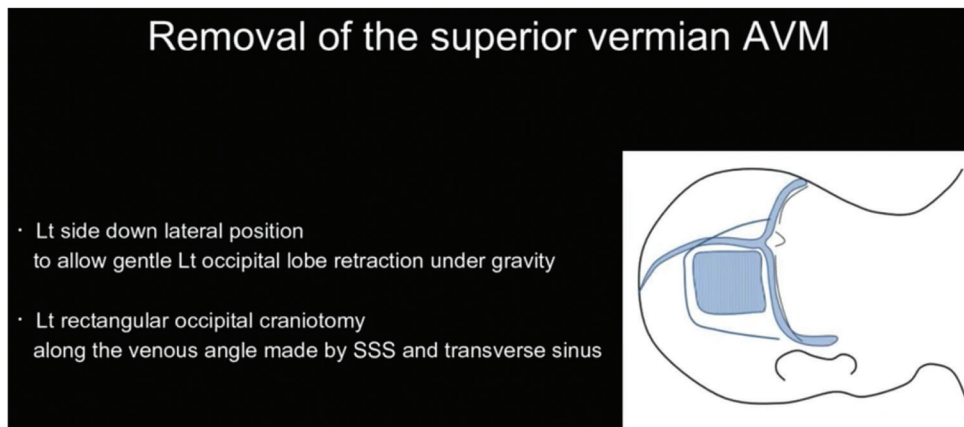 Removal of the superior vermian AVM
· Lt side down lateral position
to allow gentle Lt occipital lobe retraction under gravity
· Lt rectangular occipital craniotomy
along the venous angle made by SSS and transverse sinus